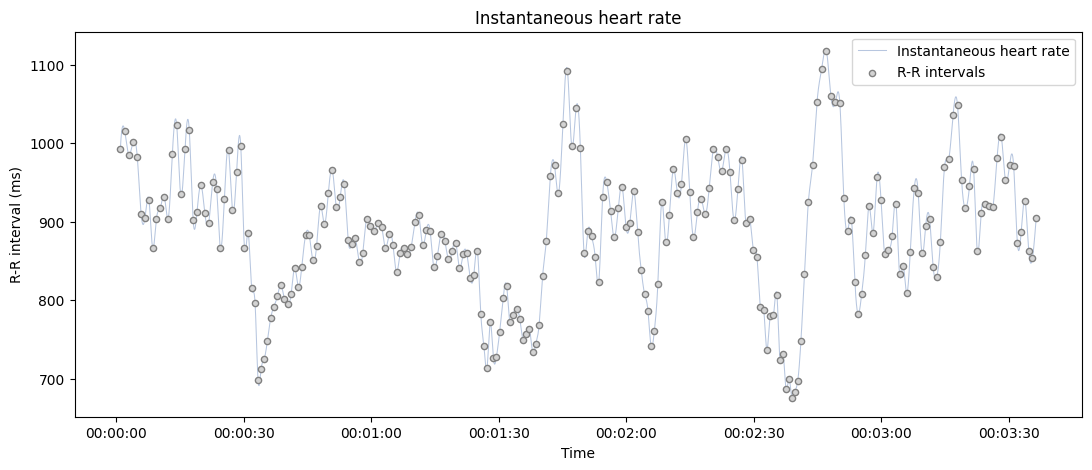 Instantaneous heart rate
Instantaneous heart rate
R-R intervals
R-R interval (ms)
1100
1000
900
800
700
00:00:00 00:00:30 00:01:00 00:01:30 00:02:00 00:02:30 00:03:00 00:03:30
Time